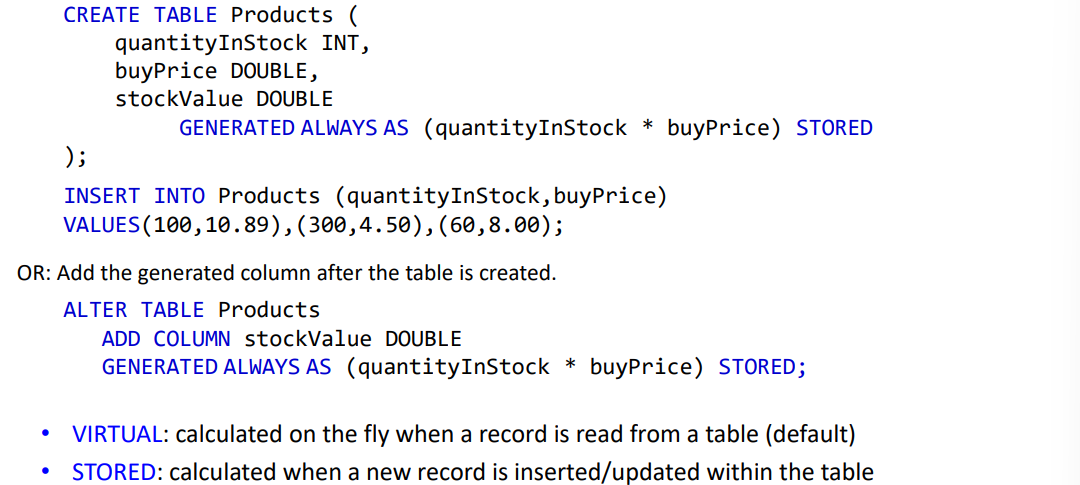 CREATE TABLE Products (
quantityInStock INT,
buyPrice DOUBLE,
stockValue DOUBLE
GENERATED ALWAYS AS (quantityInStock * buyPrice) STORED
);
INSERT INTO Products (quantityInStock,buyPrice)
VALUES(100,10.89),(300,4.50),(60,8.00);
OR: Add the generated column after the table is created.
ALTER TABLE Products
ADD COLUMN stockValue DOUBLE
GENERATED ALWAYS AS (quantityInStock * buyPrice) STORED;
• VIRTUAL: calculated on the fly when a record is read from a table (default)
• STORED: calculated when a new record is inserted/updated within the table